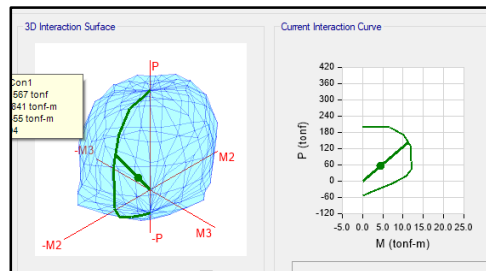 3D Interaction Surface
Current Interaction Curve
Con1
567 tonf
841 tonf-m
55 tonf-m
4
P
-M3
M2
-M2
M3
-P
P (tonf)
420
360
300
240
180
120
60
0
-60
-120
-5.0 0.0 5.0 10.0 15.0 20.0 25.0
M (tonf-m)